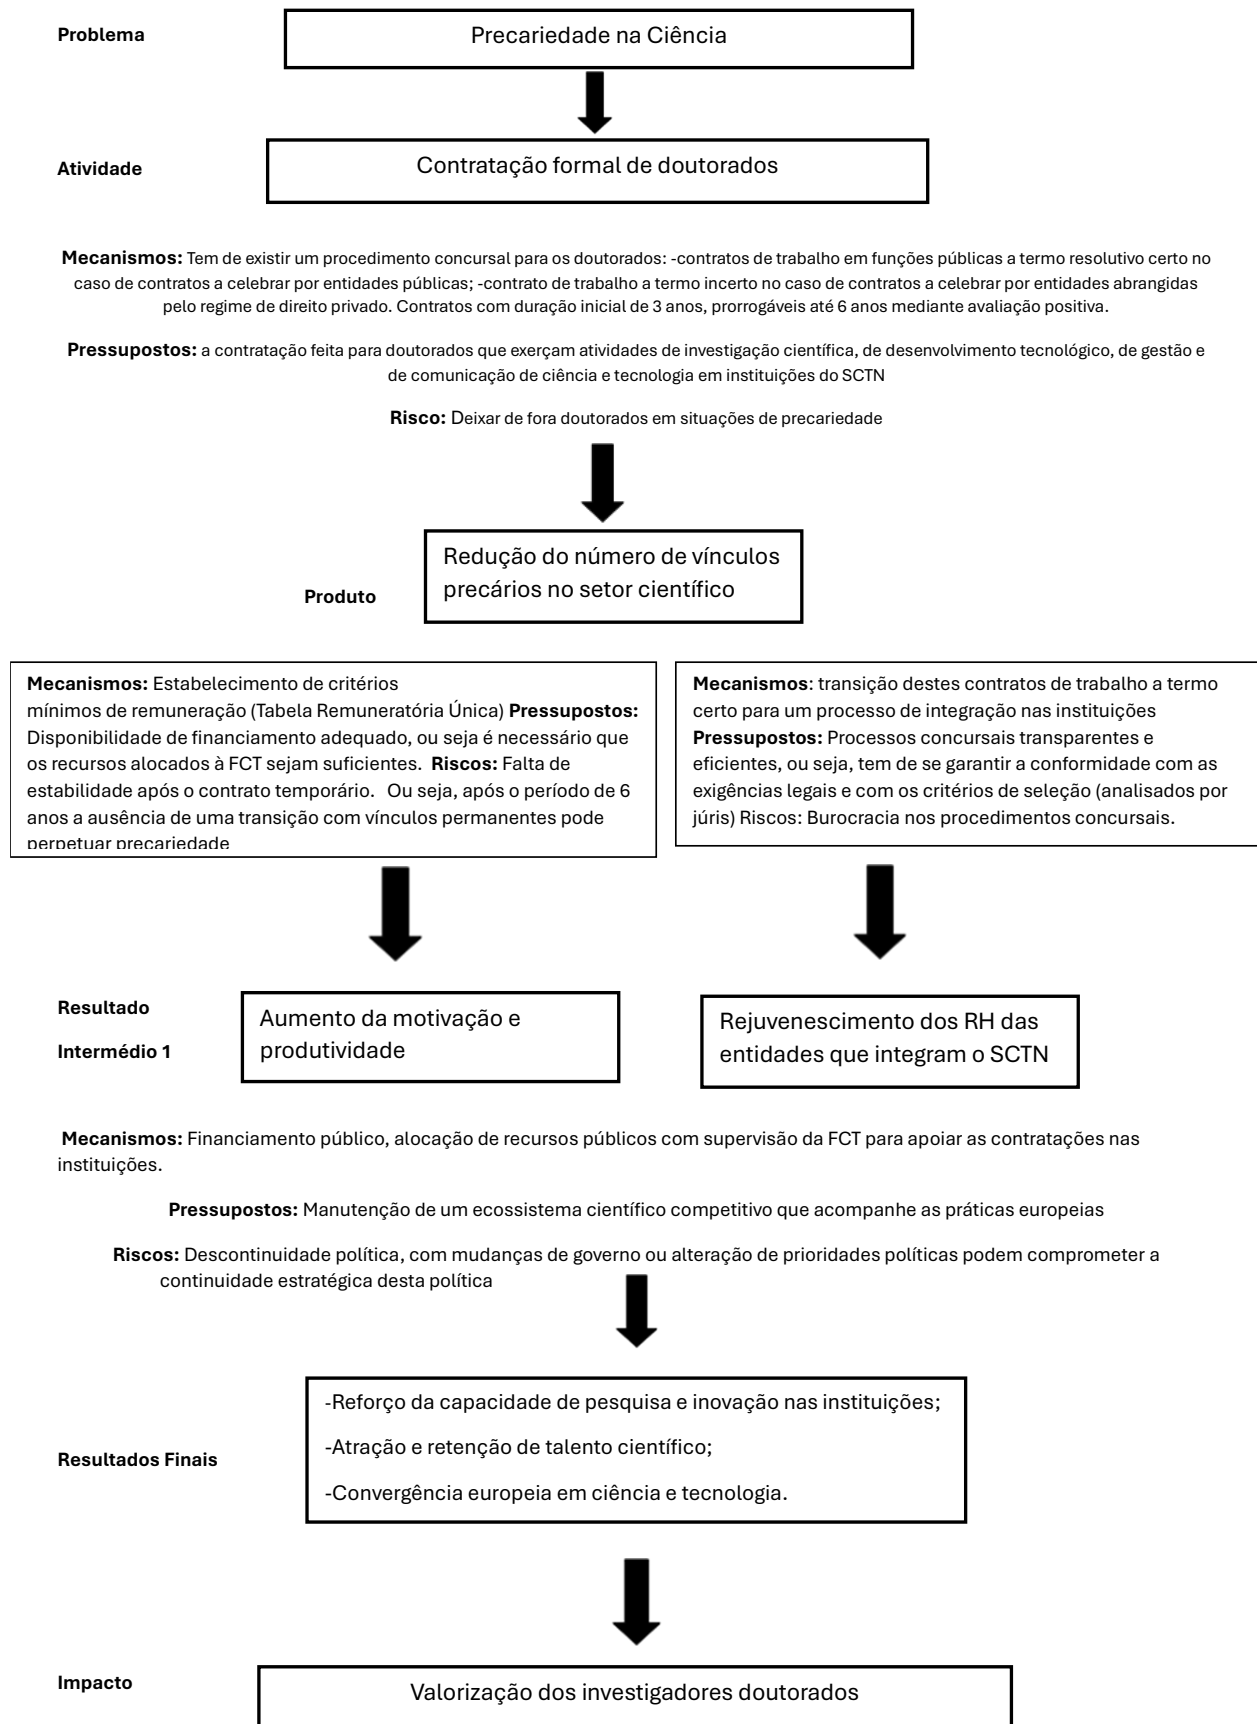 Problema
Precariedade na Ciência
Atividade
Contratação formal de doutorados
Mecanismos: Tem de existir um procedimento concursal para os doutorados: -contratos de trabalho em funções públicas a termo resolutivo certo no
caso de contratos a celebrar por entidades públicas; -contrato de trabalho a termo incerto no caso de contratos a celebrar por entidades abrangidas
pelo regime de direito privado. Contratos com duração inicial de 3 anos, prorrogáveis até 6 anos mediante avaliação positiva.
Pressupostos: a contratação feita para doutorados que exerçam atividades de investigação científica, de desenvolvimento tecnológico, de gestão e
de comunicação de ciência e tecnologia em instituições do SCTN
Risco: Deixar de fora doutorados em situações de precariedade
Redução do número de vínculos
precários no setor científico
Produto
Mecanismos: Estabelecimento de critérios
mínimos de remuneração (Tabela Remuneratória Única) Pressupostos:
Disponibilidade de financiamento adequado, ou seja é necessário que
os recursos alocados à FCT sejam suficientes. Riscos: Falta de
estabilidade após o contrato temporário. Ou seja, após o período de 6
anos a ausência de uma transição com vínculos permanentes pode
perpetuar precariedade
Mecanismos: transição destes contratos de trabalho a termo
certo para um processo de integração nas instituições
Pressupostos: Processos concursais transparentes e
eficientes, ou seja, tem de se garantir a conformidade com as
exigências legais e com os critérios de seleção (analisados por
júris) Riscos: Burocracia nos procedimentos concursais.
Resultado
Intermédio 1
Aumento da motivação e
produtividade
Rejuvenescimento dos RH das
entidades que integram o SCTN
Mecanismos: Financiamento público, alocação de recursos públicos com supervisão da FCT para apoiar as contratações nas
instituições.
Pressupostos: Manutenção de um ecossistema científico competitivo que acompanhe as práticas europeias
Riscos: Descontinuidade política, com mudanças de governo ou alteração de prioridades políticas podem comprometer a
continuidade estratégica desta política
-Reforço da capacidade de pesquisa e inovação nas instituições;
-Atração e retenção de talento científico;
-Convergência europeia em ciência e tecnologia.
Resultados Finais
Impacto
Valorização dos investigadores doutorados